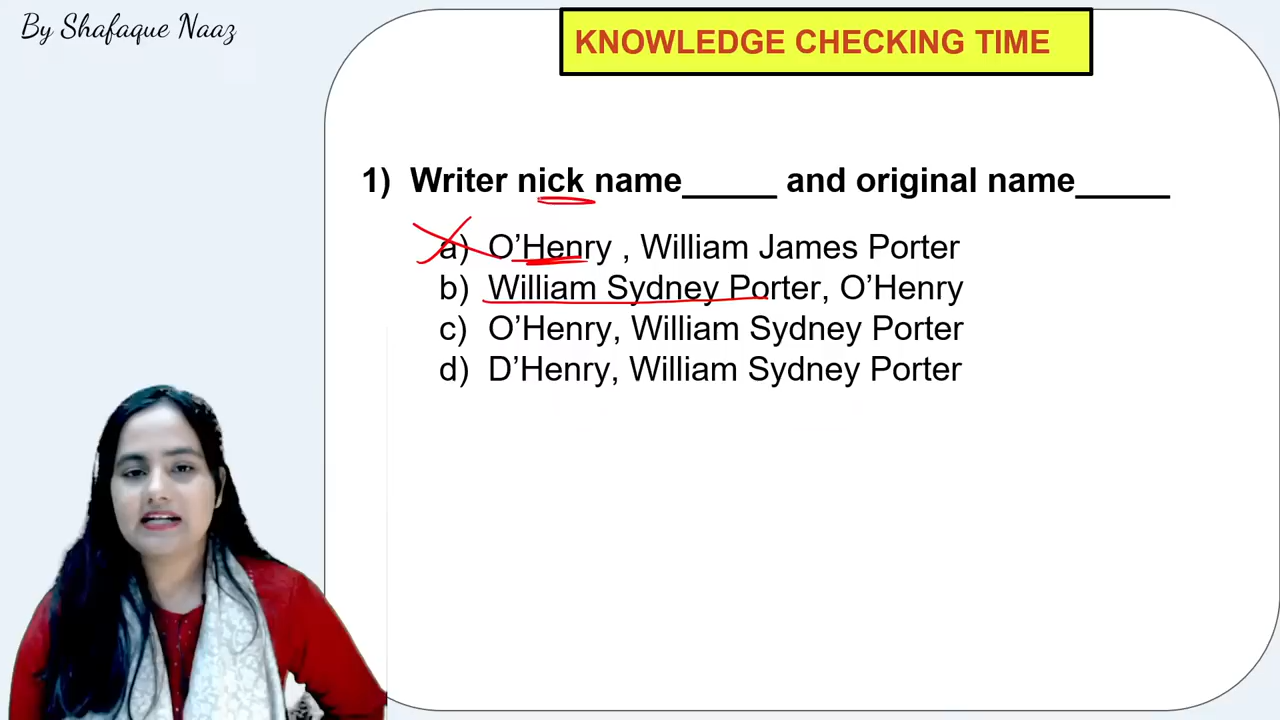 By Shafaque Naaz
KNOWLEDGE CHECKING TIME
1) Writer nick name_____ and original name_____
a) O’Henry , William James Porter
b) William Sydney Porter, O’Henry
c) O’Henry, William Sydney Porter
d) D’Henry, William Sydney Porter